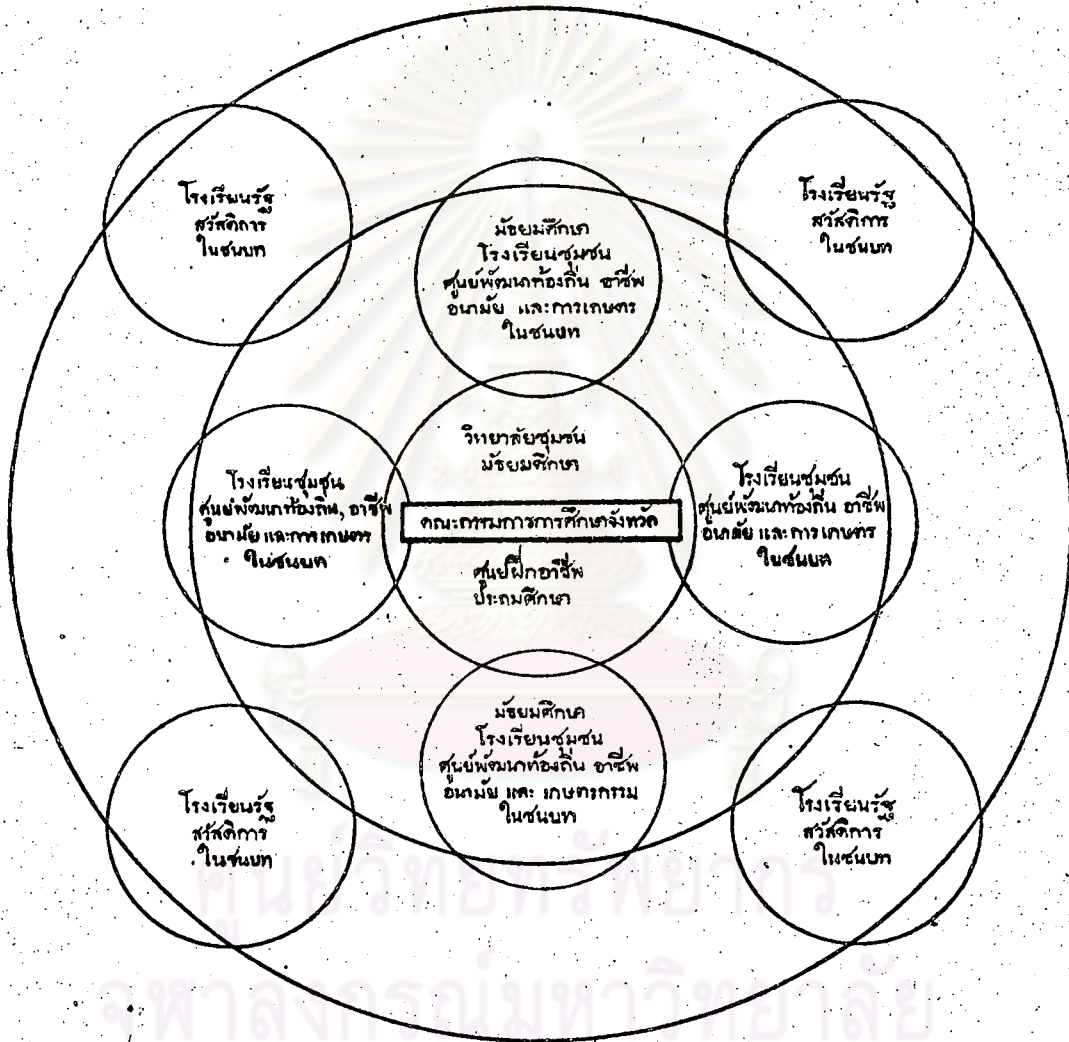 โรงเรียนรัฐ
สวัสดิการ
ในชนบท
โรงเรียนรัฐ
สวัสดิการ
ในชนบท
มัธยมศึกษา
โรงเรียนชุมชน
ศูนย์พัฒนาท้องถิ่น อาชีพ
อนามัย และการเกษตร
ในชนบท
วิทยาลัยชุมชน
มัธยมศึกษา
โรงเรียนชุมชน
ศูนย์พัฒนาท้องถิ่น, อาชีพ
อนามัย และการเกษตร
ในชนบท
คณะกรรมการการศึกษาจังหวัด
โรงเรียนชุมชน
ศูนย์พัฒนาท้องถิ่น อาชีพ
อนามัย และการเกษตร
ในชนบท
ศูนย์ฝึกอาชีพ
ประถมศึกษา
มัธยมศึกษา
โรงเรียนชุมชน
ศูนย์พัฒนาท้องถิ่น อาชีพ
อนามัย และ เกษตรกรรม
ในชนบท
โรงเรียนรัฐ
สวัสดิการ
ในชนบท
โรงเรียนรัฐ
สวัสดิการ
ในชนบท
ศูนย์วิทยทรัพยากร
จุฬาลงกรณ์มหาวิทยาลัย